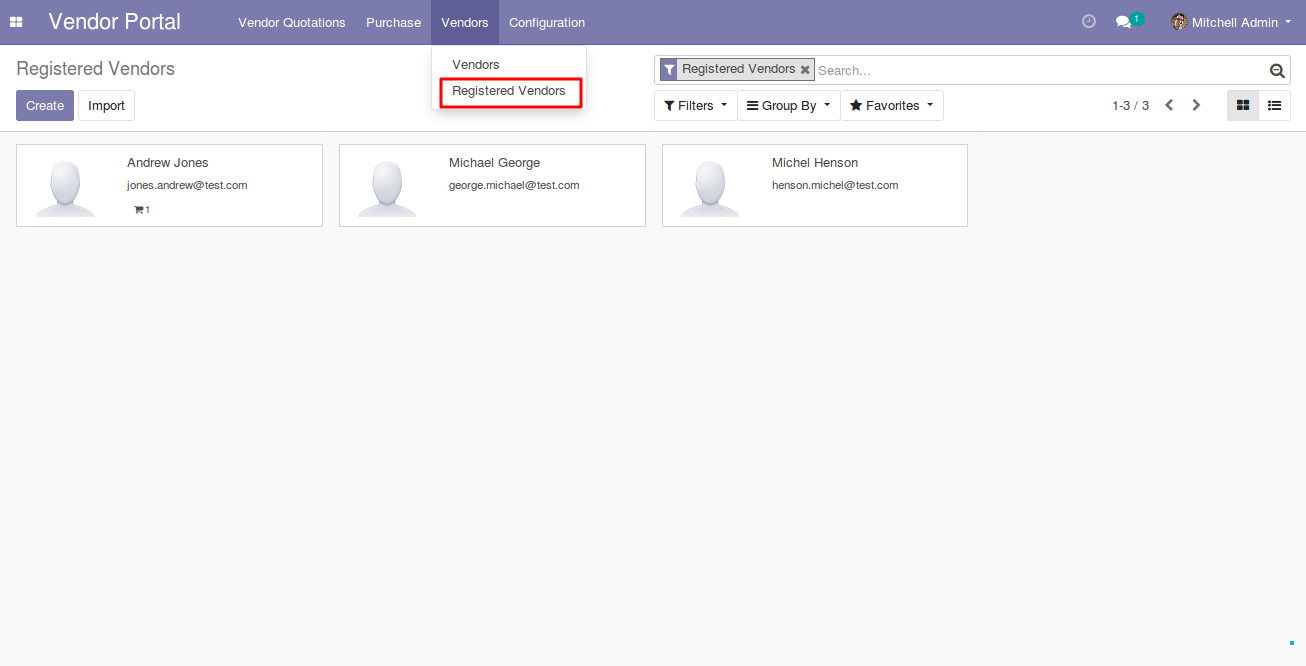 Vendor Portal Vendor Quotations Purchase Vendors Configuration 1 Mitchell Admin
Registered Vendors
Vendors
Registered Vendors
Registered Vendors Search...
Create Import
Filters Group By Favorites 1-3 / 3
Andrew Jones
jones.andrew@test.com
1
Michael George
george.michael@test.com
Michel Henson
henson.michel@test.com